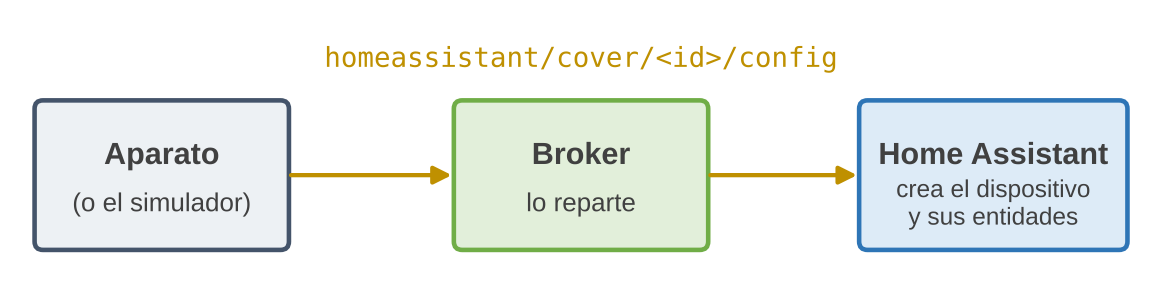 homeassistant/cover/<id>/config
Aparato
(o el simulador)
Broker
lo reparte
Home Assistant
crea el dispositivo
y sus entidades